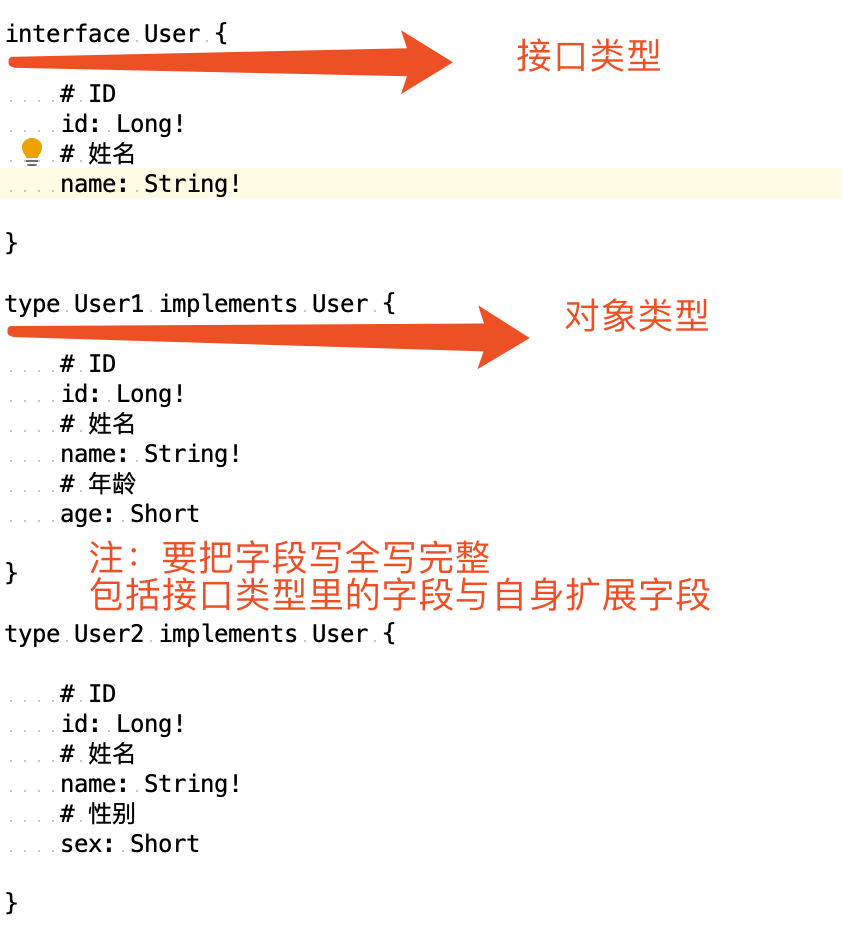 interface User {
接口类型
# ID
id: Long!
# 姓名
name: String!
}
type User1 implements User {
对象类型
# ID
id: Long!
# 姓名
name: String!
# 年龄
age: Short
}
注：要把字段写全写完整
包括接口类型里的字段与自身扩展字段
type User2 implements User {
# ID
id: Long!
# 姓名
name: String!
# 性别
sex: Short
}